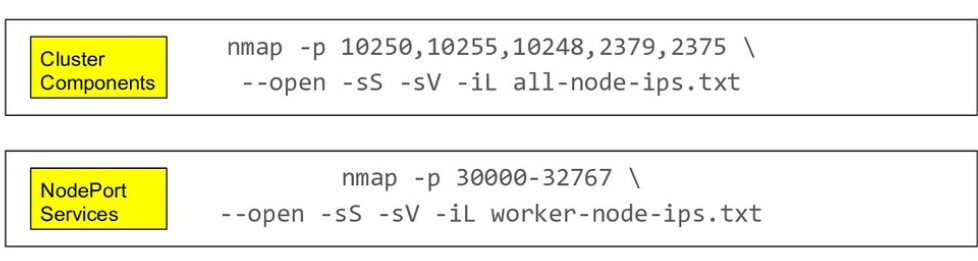 Cluster
Components
nmap -p 10250,10255,10248,2379,2375 \
--open -sS -sV -iL all-node-ips.txt
NodePort
Services
nmap -p 30000-32767 \
--open -sS -sV -iL worker-node-ips.txt